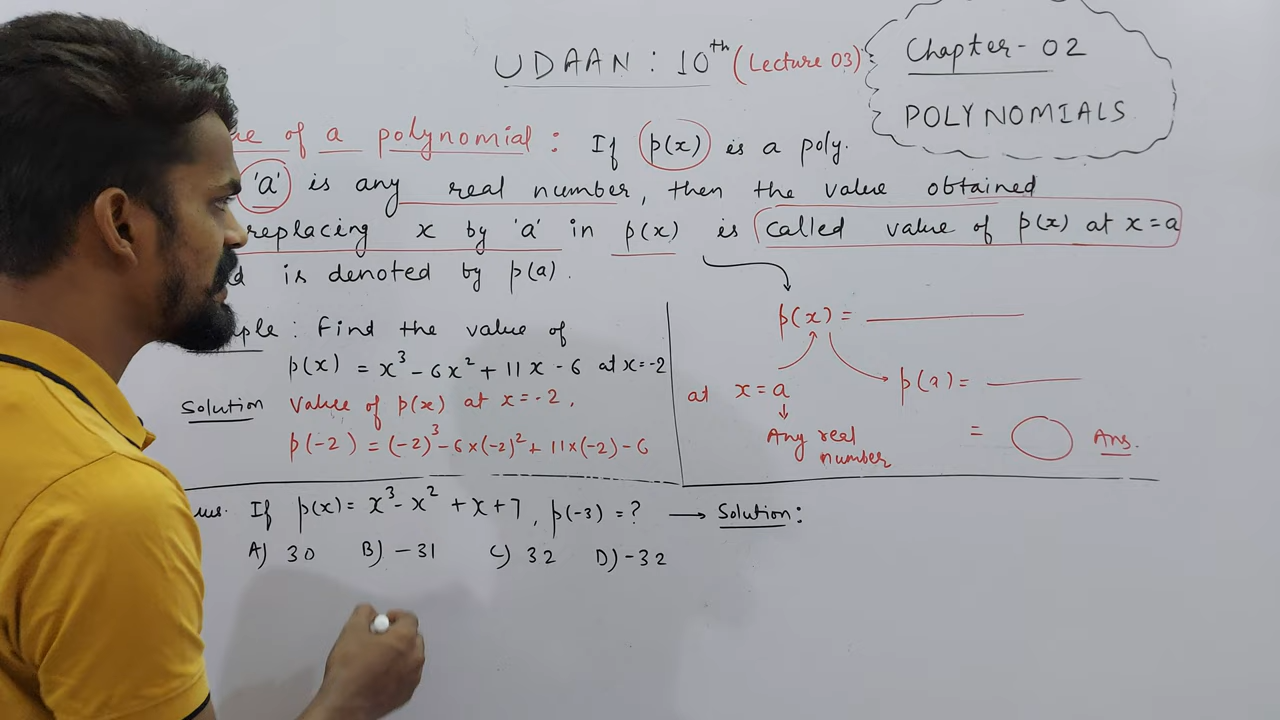 UDAAN : 10th (Lecture 03)
Chapter - 02
POLYNOMIALS
of a polynomial : If p(x) is a poly.
'a' is any real number, then the value obtained
replacing x by 'a' in p(x) is called value of p(x) at x=a
is denoted by p(a).
: Find the value of
p(x) = x³ - 6x² + 11x - 6 at x=-2
Solution Value of p(x) at x = -2,
p(-2) = (-2)³ - 6×(-2)² + 11×(-2) - 6
p(x) =
at x = a
p(a) =
Any real
number
= Ans.
If p(x) = x³ - x² + x + 7, p(-3) = ? → Solution :
A) 30 B) -31 C) 32 D) -32